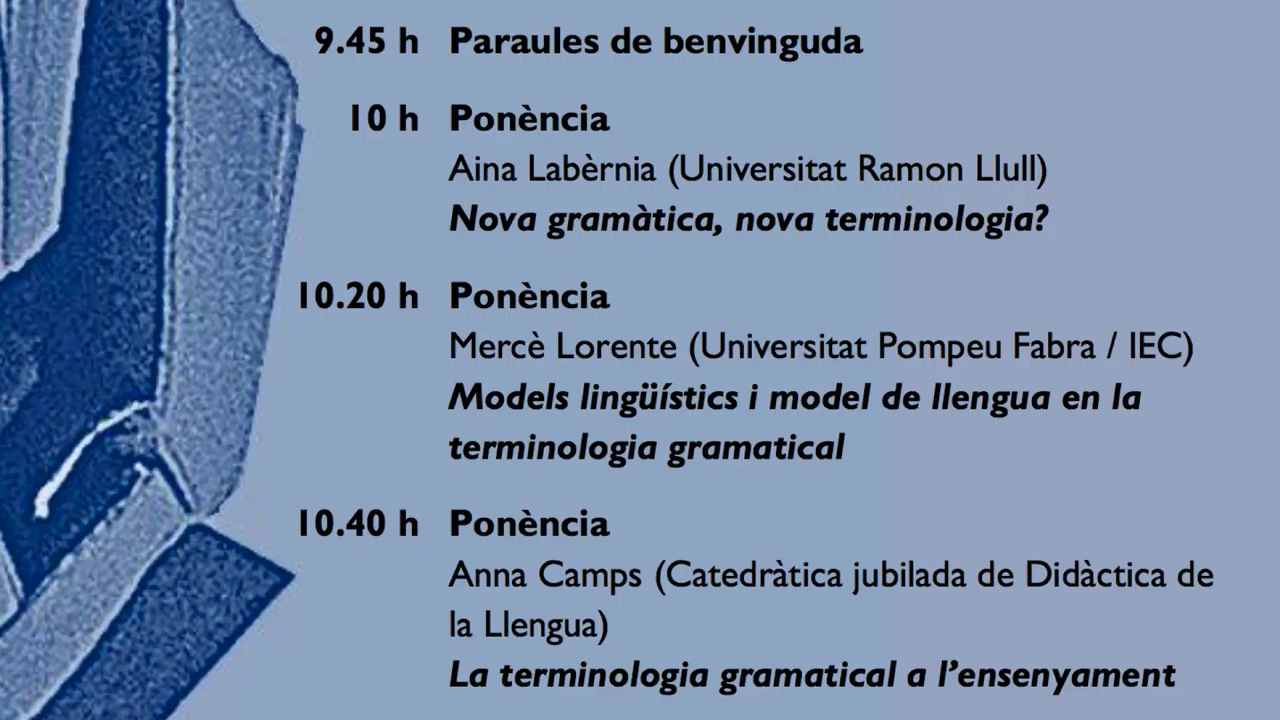 9.45 h Paraules de benvinguda
10 h Ponència
Aina Labèrnia (Universitat Ramon Llull)
Nova gramàtica, nova terminologia?
10.20 h Ponència
Mercè Lorente (Universitat Pompeu Fabra / IEC)
Models lingüístics i model de llengua en la
terminologia gramatical
10.40 h Ponència
Anna Camps (Catedràtica jubilada de Didàctica de
la Llengua)
La terminologia gramatical a l’ensenyament